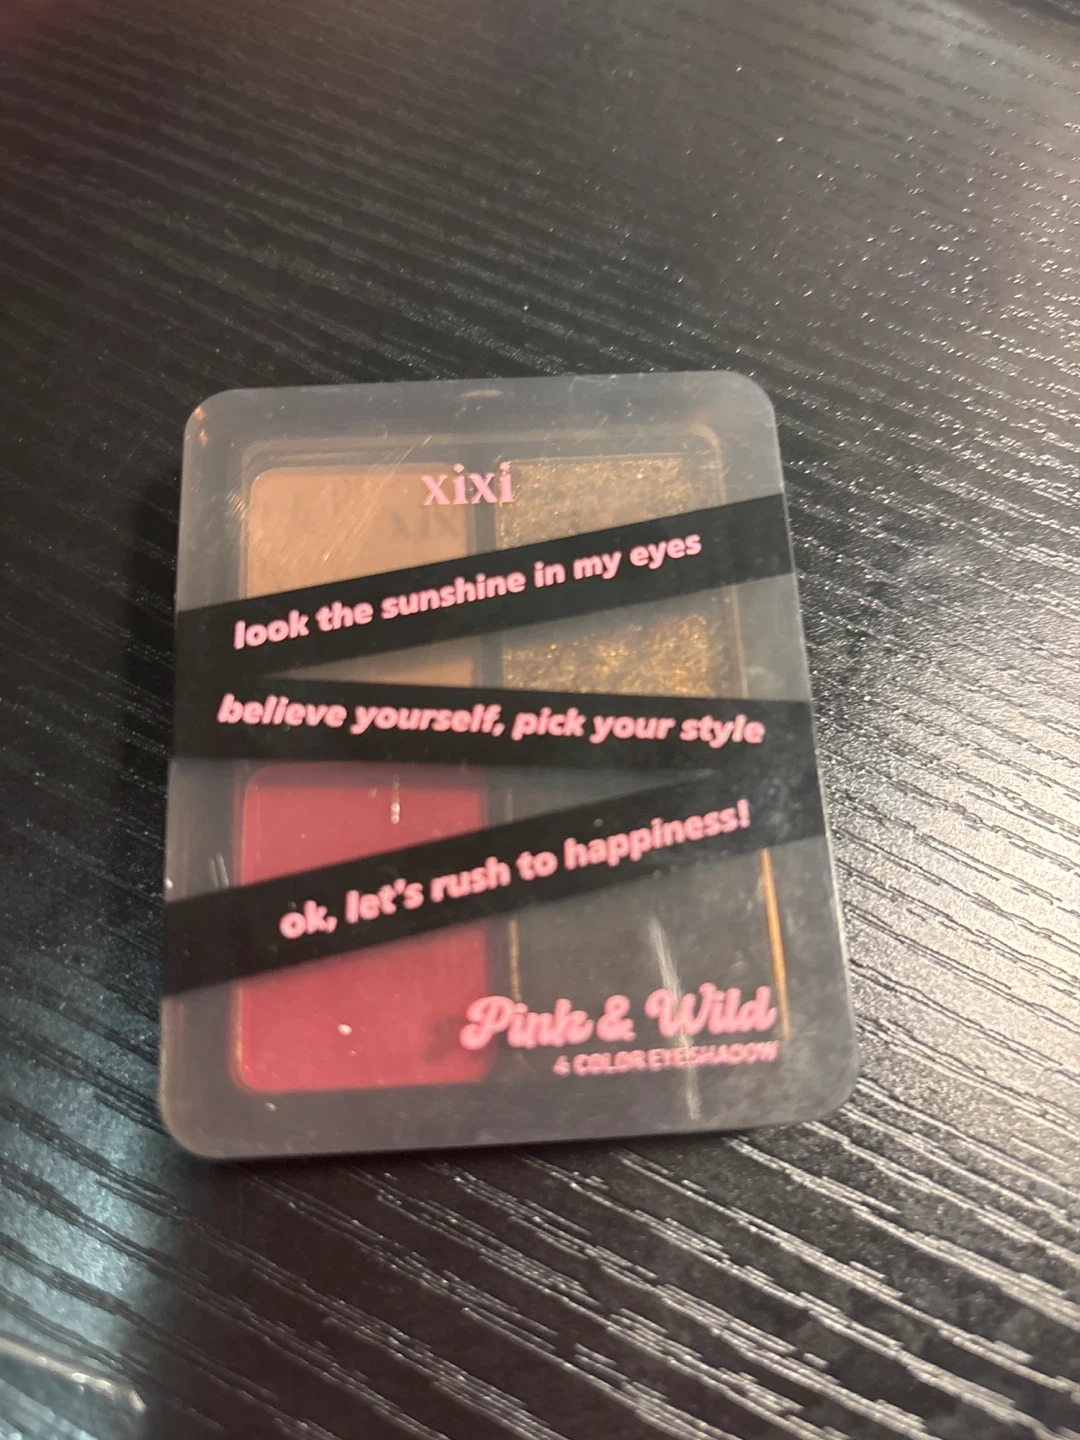 xixi
look the sunshine in my eyes
believe yourself, pick your style
ok, let's rush to happiness!
Pink & Wild
4 COLOR EYESHADOW